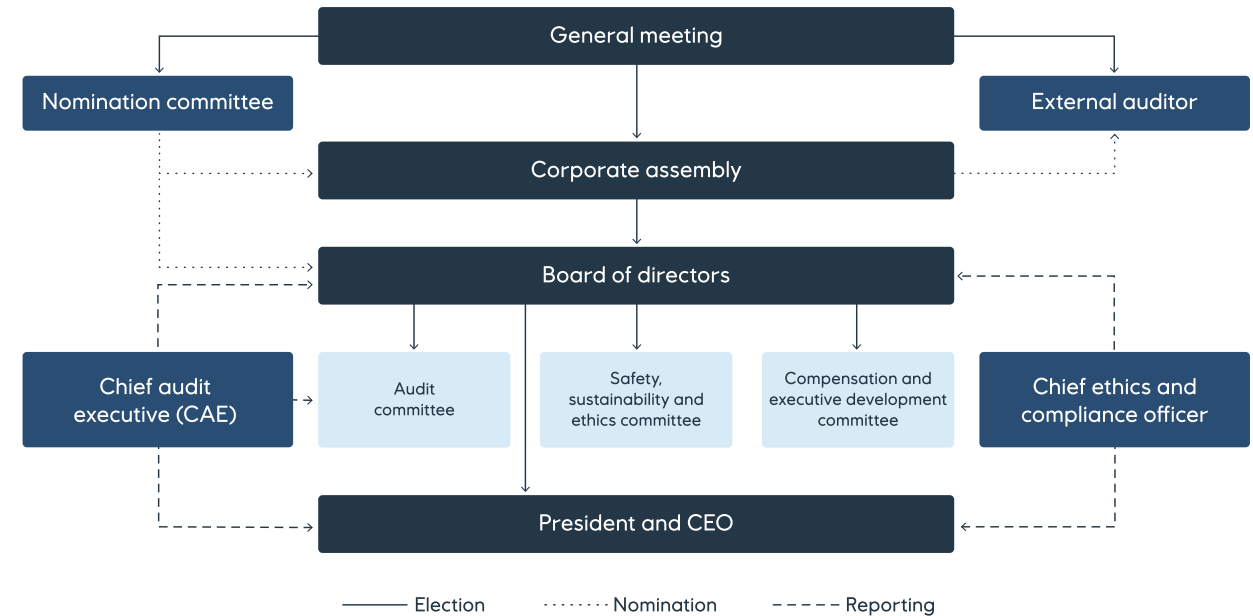 General meeting
Nomination committee
External auditor
Corporate assembly
Board of directors
Chief audit
executive (CAE)
Audit
committee
Safety,
sustainability and
ethics committee
Compensation and
executive development
committee
Chief ethics and
compliance officer
President and CEO
Election
Nomination
Reporting